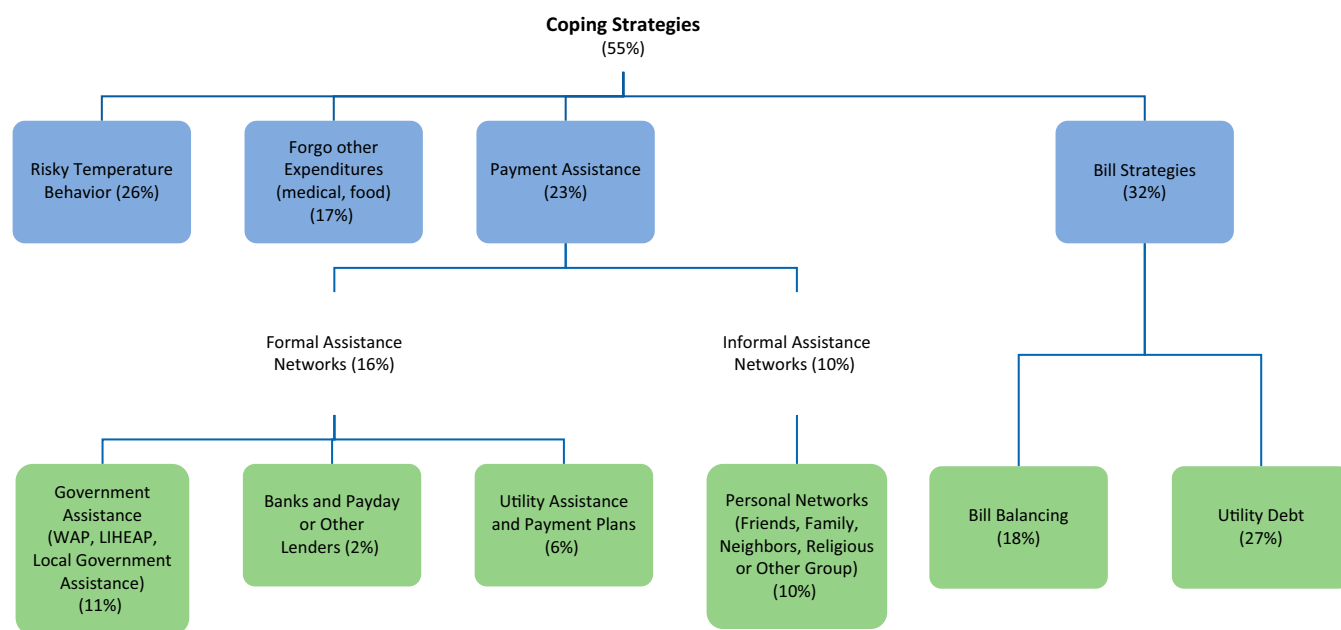 Coping Strategies
(55%)
Risky Temperature
Behavior (26%)
Forgo other
Expenditures
(medical, food)
(17%)
Payment Assistance
(23%)
Bill Strategies
(32%)
Formal Assistance
Networks (16%)
Informal Assistance
Networks (10%)
Government
Assistance
(WAP, LIHEAP,
Local Government
Assistance)
(11%)
Banks and Payday
or Other
Lenders (2%)
Utility Assistance
and Payment Plans
(6%)
Personal Networks
(Friends, Family,
Neighbors, Religious
or Other Group)
(10%)
Bill Balancing
(18%)
Utility Debt
(27%)